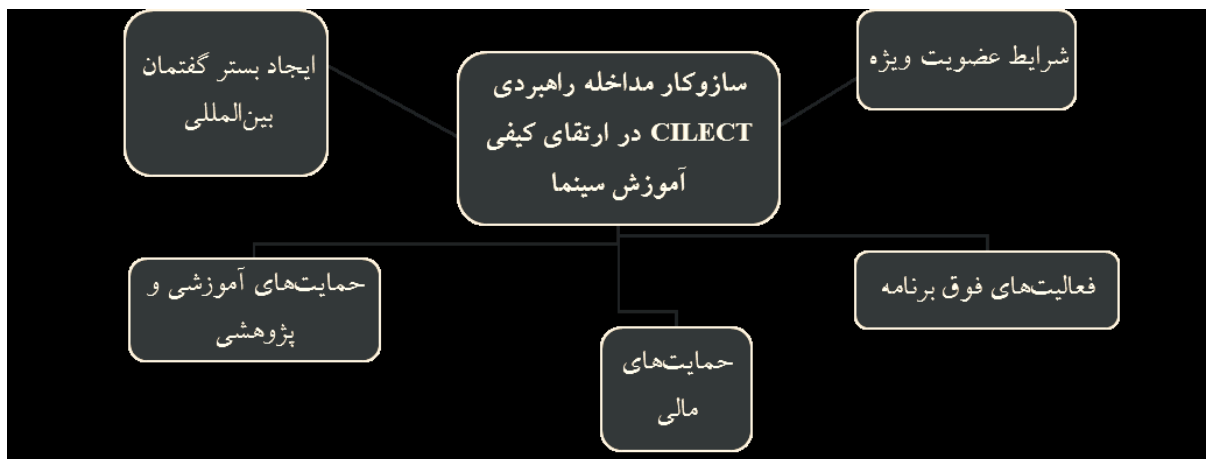 شرایط عضویت ویژه
سازوکار مداخله راهبردی
CILECT در ارتقای کیفی
آموزش سینما
ایجاد بستر گفتمان
بین‌المللی
فعالیت‌های فوق برنامه
حمایت‌های
مالی
حمایت‌های آموزشی و
پژوهشی